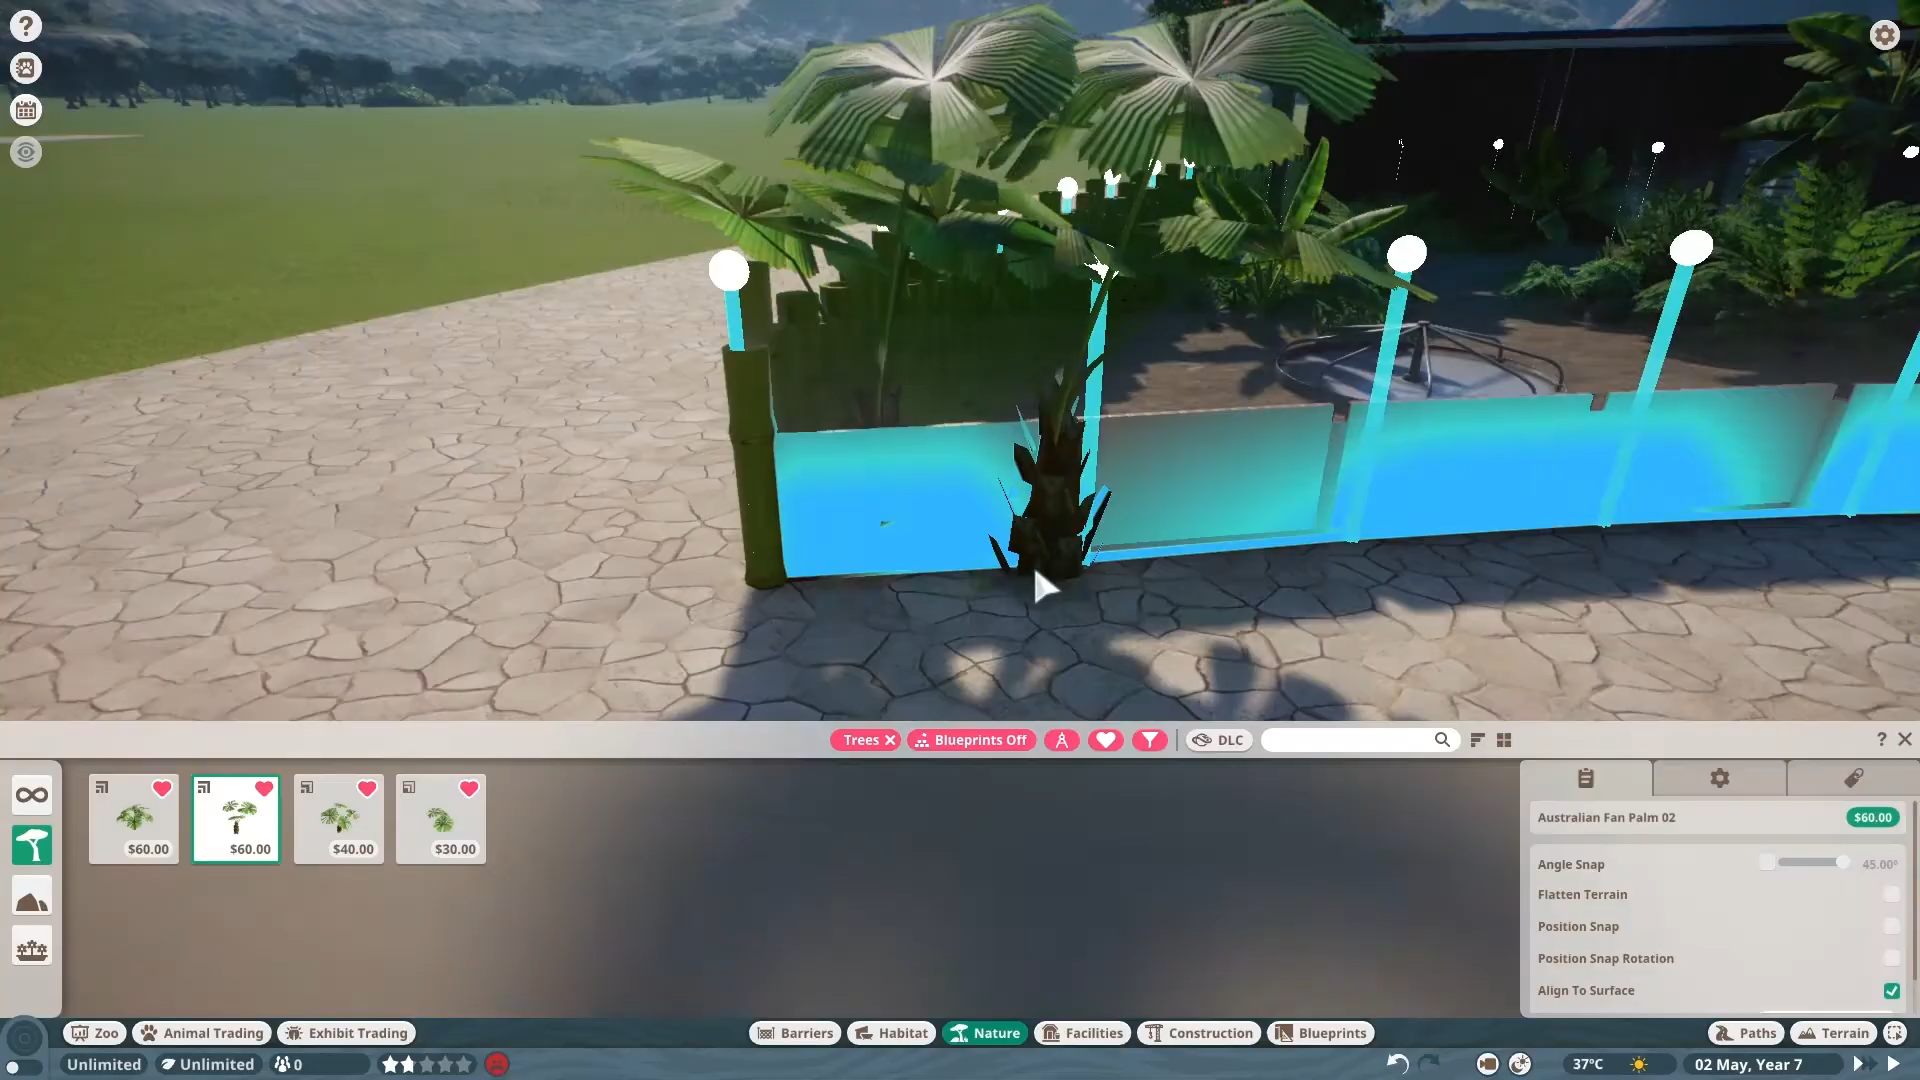 Trees
Blueprints Off
DLC
$60.00
$60.00
$40.00
$30.00
Australian Fan Palm 02 $60.00
Angle Snap 45.00°
Flatten Terrain
Position Snap
Position Snap Rotation
Align To Surface
Zoo Animal Trading Exhibit Trading Barriers Habitat Nature Facilities Construction Blueprints Paths Terrain
Unlimited Unlimited 0 37°C 02 May, Year 7